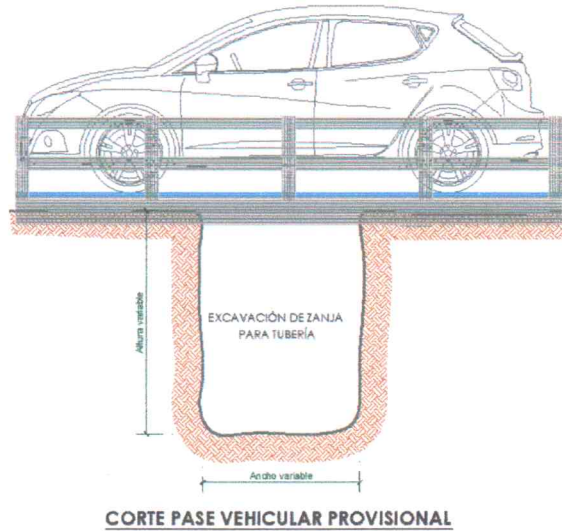 EXCAVACIÓN DE ZANJA
PARA TUBERÍA
Altura variable
Ancho variable
CORTE PASE VEHICULAR PROVISIONAL